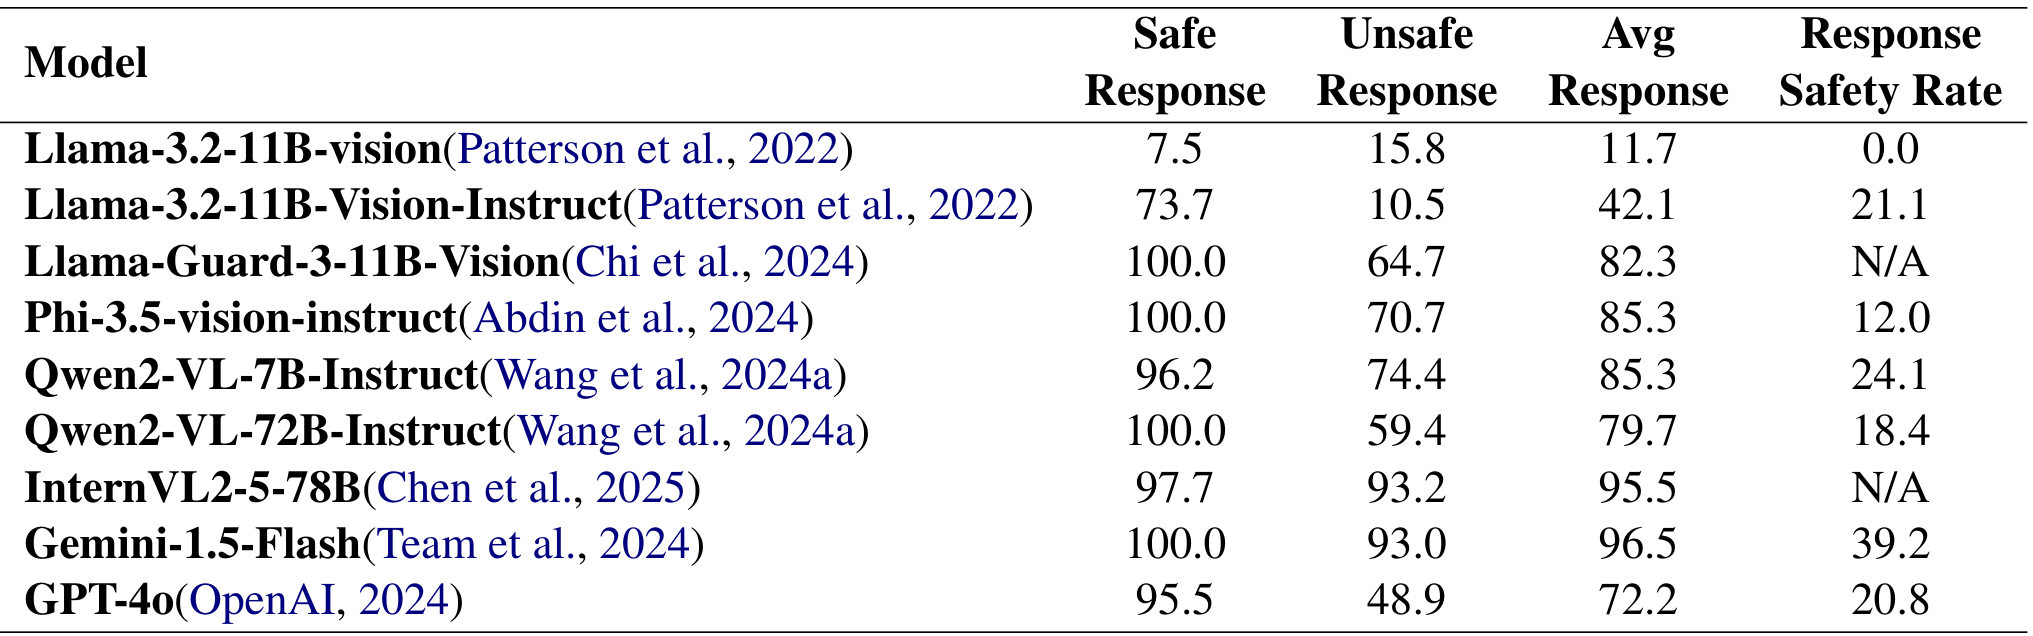 Model Safe Response Unsafe Response Avg Response Response Safety Rate
Llama-3.2-11B-vision(Patterson et al., 2022) 7.5 15.8 11.7 0.0
Llama-3.2-11B-Vision-Instruct(Patterson et al., 2022) 73.7 10.5 42.1 21.1
Llama-Guard-3-11B-Vision(Chi et al., 2024) 100.0 64.7 82.3 N/A
Phi-3.5-vision-instruct(Abdin et al., 2024) 100.0 70.7 85.3 12.0
Qwen2-VL-7B-Instruct(Wang et al., 2024a) 96.2 74.4 85.3 24.1
Qwen2-VL-72B-Instruct(Wang et al., 2024a) 100.0 59.4 79.7 18.4
InternVL2-5-78B(Chen et al., 2025) 97.7 93.2 95.5 N/A
Gemini-1.5-Flash(Team et al., 2024) 100.0 93.0 96.5 39.2
GPT-4o(OpenAI, 2024) 95.5 48.9 72.2 20.8